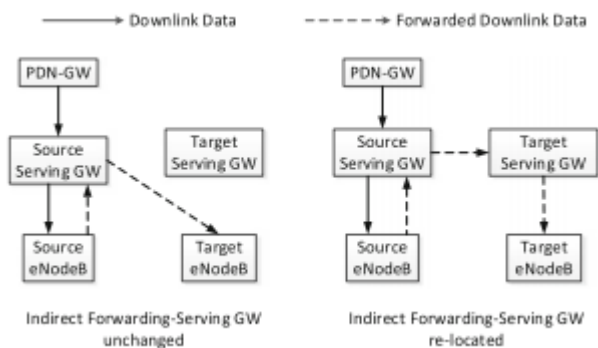 Downlink Data
Forwarded Downlink Data
PDN-GW
Source
Serving GW
Target
Serving GW
Source
eNodeB
Target
eNodeB
Indirect Forwarding-Serving GW
unchanged
PDN-GW
Source
Serving GW
Target
Serving GW
Source
eNodeB
Target
eNodeB
Indirect Forwarding-Serving GW
re-located